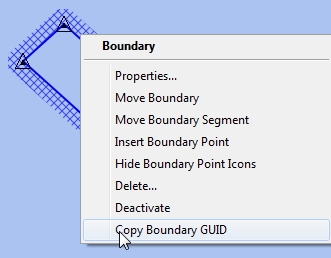 Boundary
Properties...
Move Boundary
Move Boundary Segment
Insert Boundary Point
Hide Boundary Point Icons
Delete...
Deactivate
Copy Boundary GUID